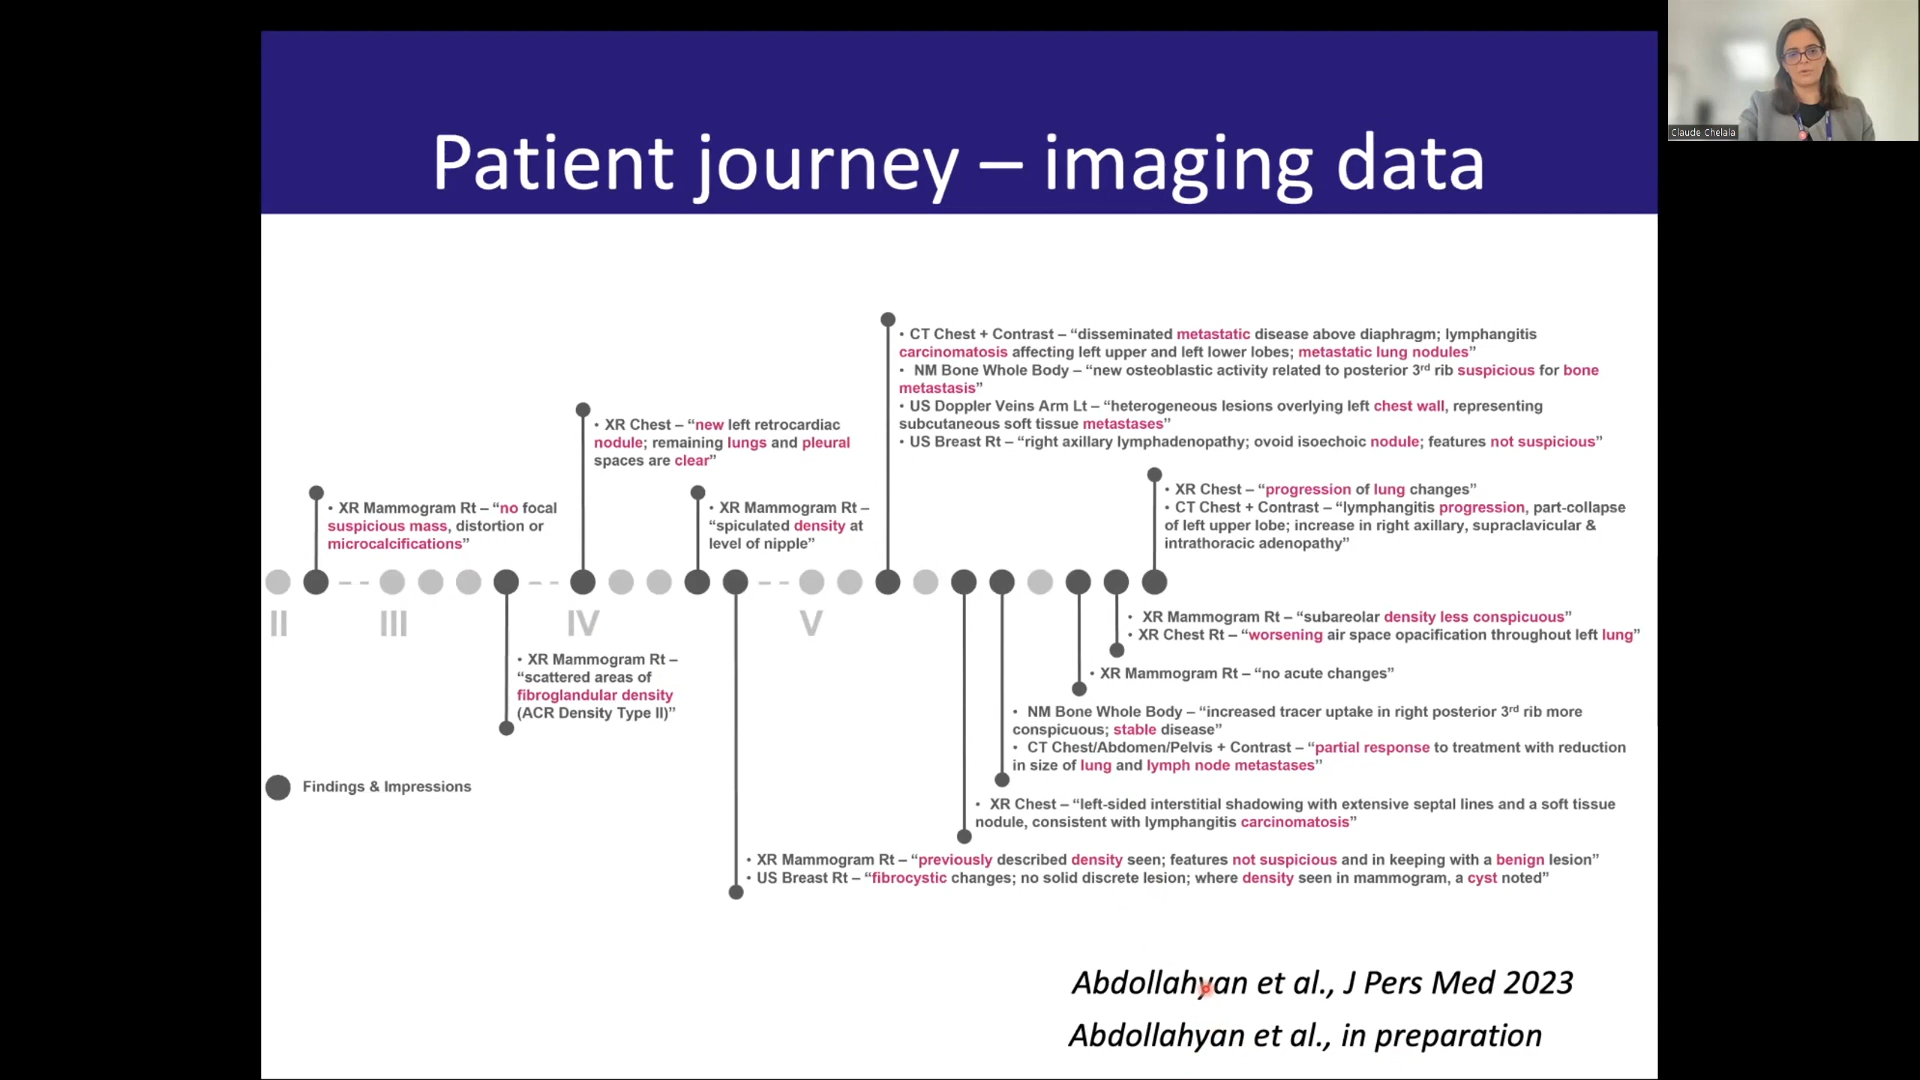 Claude Chelala
Patient journey – imaging data
• CT Chest + Contrast – “disseminated metastatic disease above diaphragm; lymphangitis
carcinomatosis affecting left upper and left lower lobes; metastatic lung nodules”
• NM Bone Whole Body – “new osteoblastic activity related to posterior 3rd rib suspicious for bone
metastasis”
• US Doppler Veins Arm Lt – “heterogeneous lesions overlying left chest wall, representing
subcutaneous soft tissue metastases”
• US Breast Rt – “right axillary lymphadenopathy; ovoid isoechoic nodule; features not suspicious”
• XR Chest – “new left retrocardiac
nodule; remaining lungs and pleural
spaces are clear”
• XR Mammogram Rt – “no focal
suspicious mass, distortion or
microcalcifications”
• XR Mammogram Rt –
“spiculated density at
level of nipple”
• XR Chest – “progression of lung changes”
• CT Chest + Contrast – “lymphangitis progression, part-collapse
of left upper lobe; increase in right axillary, supraclavicular &
intrathoracic adenopathy”
II III IV V
• XR Mammogram Rt – “subareolar density less conspicuous”
• XR Chest Rt – “worsening air space opacification throughout left lung”
• XR Mammogram Rt –
“scattered areas of
fibroglandular density
(ACR Density Type II)”
• XR Mammogram Rt – “no acute changes”
• NM Bone Whole Body – “increased tracer uptake in right posterior 3rd rib more
conspicuous; stable disease”
• CT Chest/Abdomen/Pelvis + Contrast – “partial response to treatment with reduction
in size of lung and lymph node metastases”
Findings & Impressions
• XR Chest – “left-sided interstitial shadowing with extensive septal lines and a soft tissue
nodule, consistent with lymphangitis carcinomatosis”
• XR Mammogram Rt – “previously described density seen; features not suspicious and in keeping with a benign lesion”
• US Breast Rt – “fibrocystic changes; no solid discrete lesion; where density seen in mammogram, a cyst noted”
Abdollahyan et al., J Pers Med 2023
Abdollahyan et al., in preparation